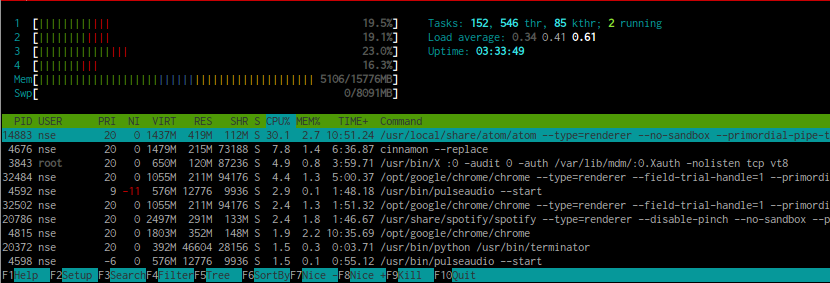 1 [||||||||||||| 19.5%] Tasks: 152, 546 thr, 85 kthr; 2 running
2 [||||||||||||| 19.1%] Load average: 0.34 0.41 0.61
3 [|||||||||||||||| 23.0%] Uptime: 03:33:49
4 [||||||||||| 16.3%]
Mem[|||||||||||||||||||||||||||||||||||||||||||||||||| 5106/15776MB]
Swp[ 0/8091MB]
PID USER PRI NI VIRT RES SHR S CPU% MEM% TIME+ Command
14883 nse 20 0 1437M 419M 112M S 30.1 2.7 10:51.24 /usr/local/share/atom/atom --type=renderer --no-sandbox --primordial-pipe-t
4676 nse 20 0 1479M 215M 73188 S 7.8 1.4 6:36.87 cinnamon --replace
3843 root 20 0 650M 120M 87236 S 4.9 0.8 3:59.71 /usr/bin/X :0 -audit 0 -auth /var/lib/mdm/:0.Xauth -nolisten tcp vt8
32484 nse 20 0 1055M 211M 94176 S 4.4 1.3 5:00.37 /opt/google/chrome/chrome --type=renderer --field-trial-handle=1 --primordi
4592 nse 9 -11 576M 12776 9936 S 2.9 0.1 1:48.18 /usr/bin/pulseaudio --start
32502 nse 20 0 1055M 211M 94176 S 2.4 1.3 1:51.32 /opt/google/chrome/chrome --type=renderer --field-trial-handle=1 --primordi
20786 nse 20 0 2497M 291M 133M S 2.4 1.8 1:46.67 /usr/share/spotify/spotify --type=renderer --disable-pinch --no-sandbox --p
4815 nse 20 0 1803M 352M 148M S 1.9 2.2 10:35.69 /opt/google/chrome/chrome
20372 nse 20 0 392M 46604 28156 S 1.5 0.3 0:03.71 /usr/bin/python /usr/bin/terminator
4598 nse -6 0 576M 12776 9936 S 1.5 0.1 0:55.12 /usr/bin/pulseaudio --start
F1Help F2Setup F3SearchF4FilterF5Tree F6SortByF7Nice -F8Nice +F9Kill F10Quit